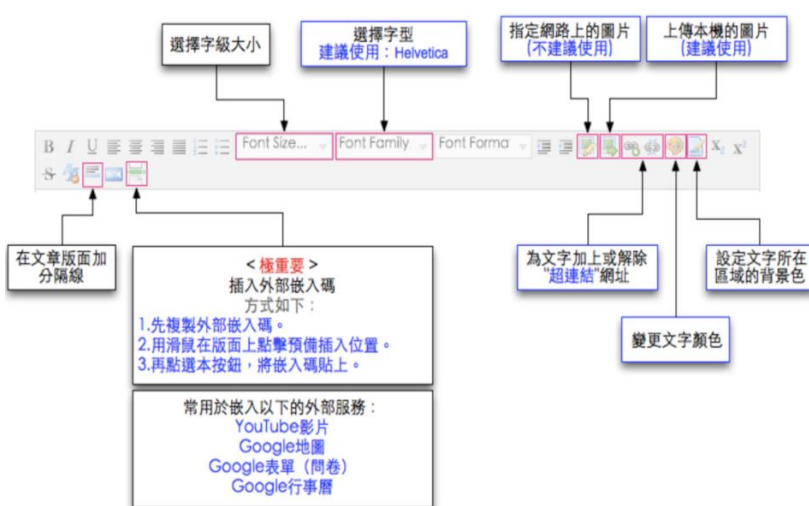 選擇字級大小
選擇字型
建議使用：Helvetica
指定網路上的圖片
(不建議使用)
上傳本機的圖片
(建議使用)
B I U Font Size... Font Family Font Forma X₂ X²
S
在文章版面加
分隔線
<極重要>
插入外部嵌入碼
方式如下：
1.先複製外部嵌入碼。
2.用滑鼠在版面上點擊預備插入位置。
3.再點選本按鈕，將嵌入碼貼上。
常用於嵌入以下的外部服務：
YouTube影片
Google地圖
Google表單（問卷）
Google行事曆
為文字加上或解除
"超連結"網址
變更文字顏色
設定文字所在
區域的背景色